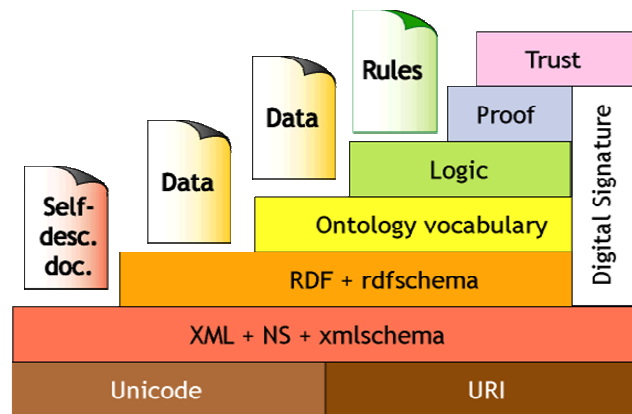 Rules
Trust
Data
Proof
Data
Logic
Digital Signature
Self-
desc.
doc.
Ontology vocabulary
RDF + rdfschema
XML + NS + xmlschema
Unicode
URI